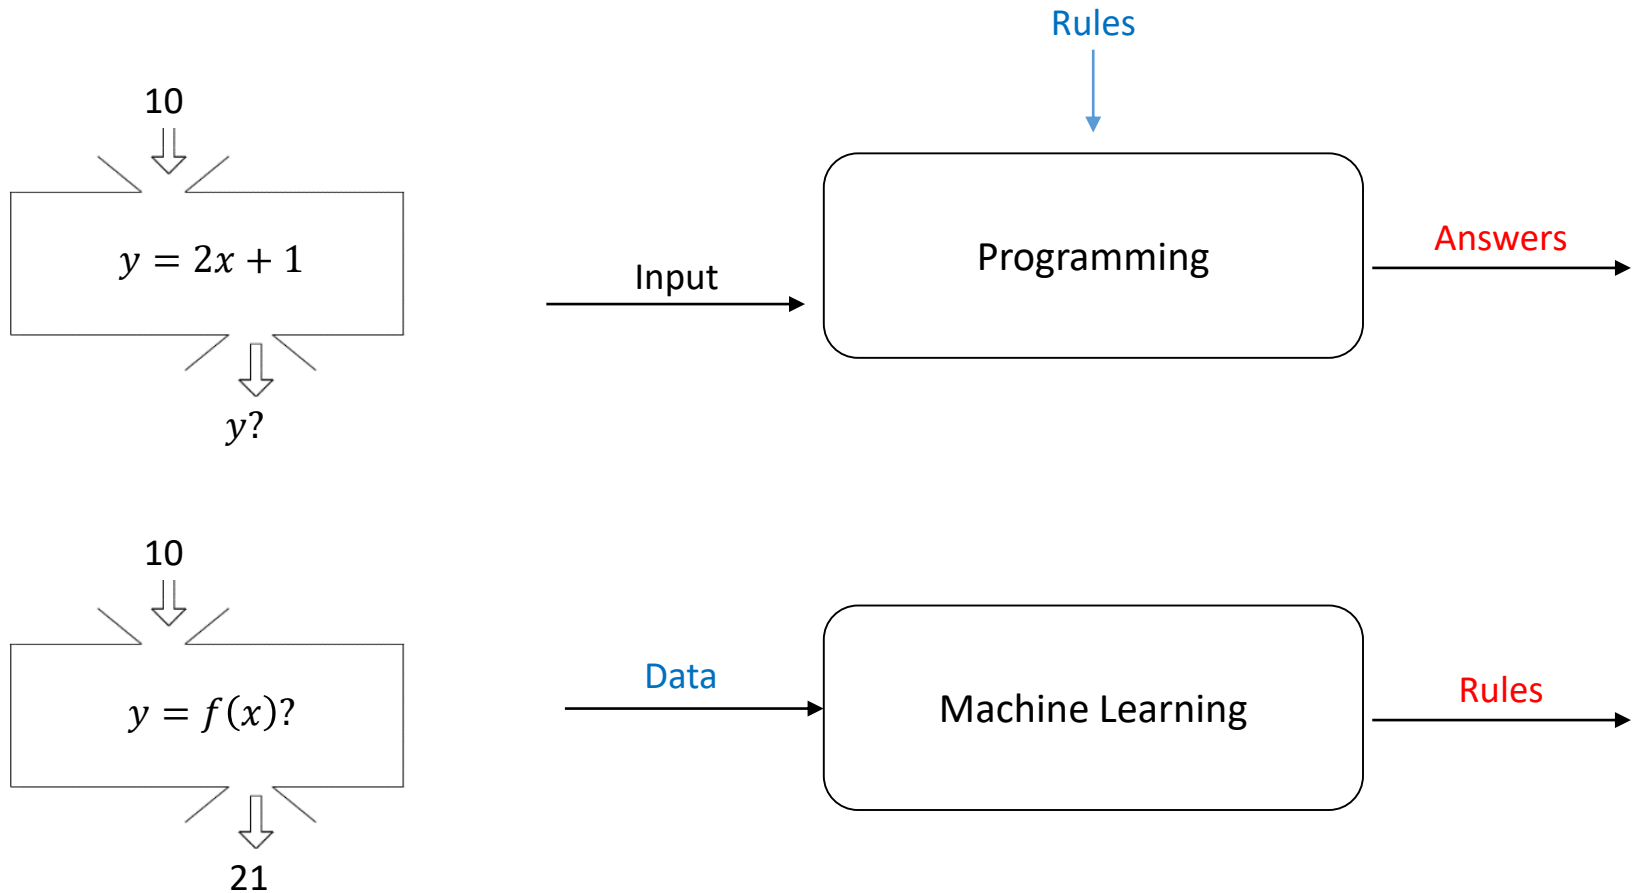 Rules
10
y = 2x + 1
Input
Programming
Answers
y?
10
y = f(x)?
Data
Machine Learning
Rules
21